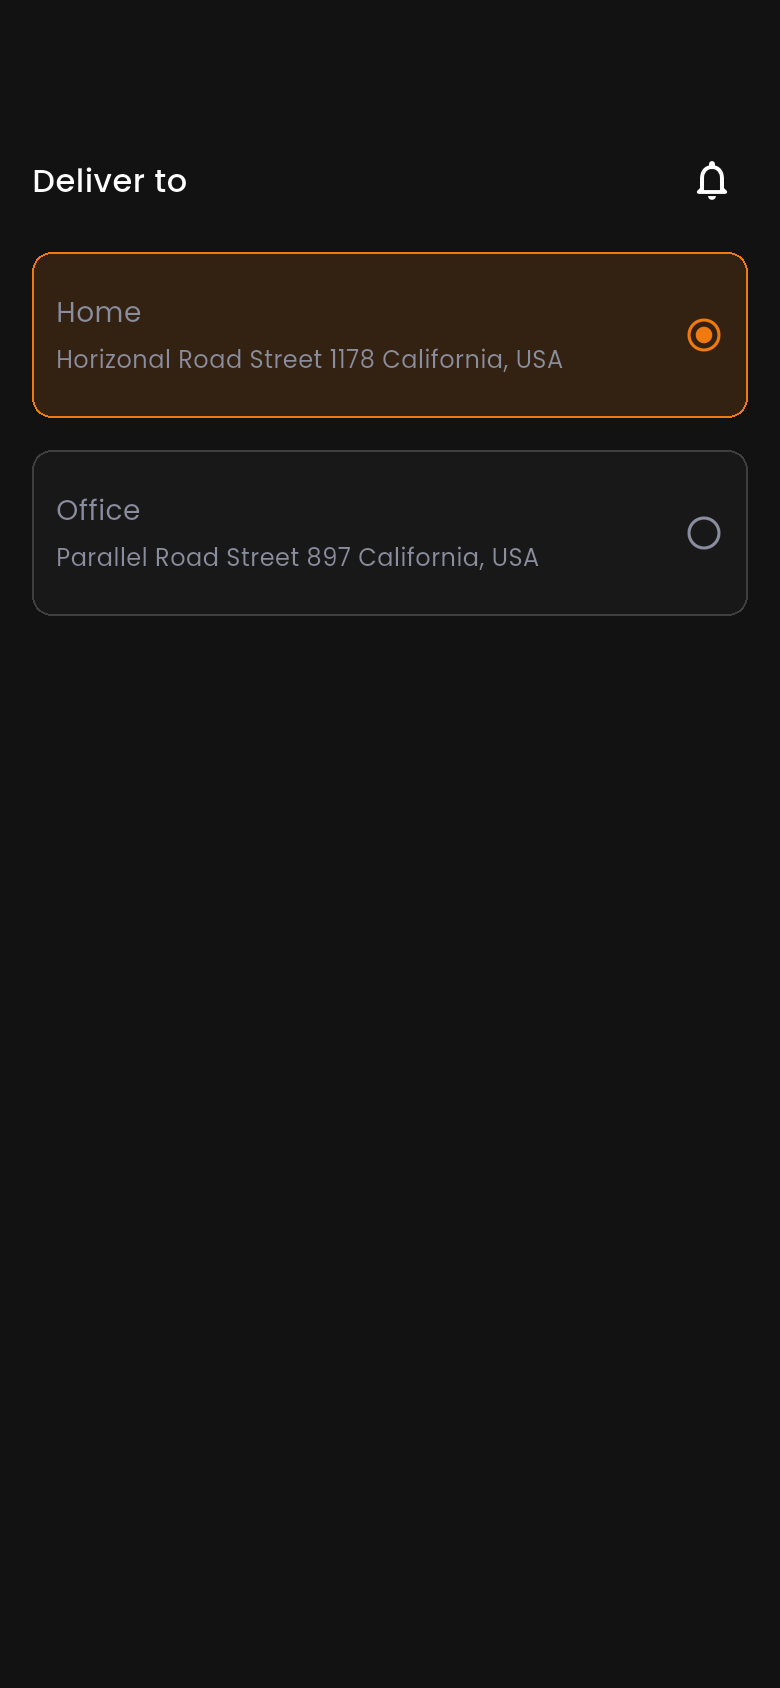 Deliver to
Home
Horizonal Road Street 1178 California, USA
Office
Parallel Road Street 897 California, USA